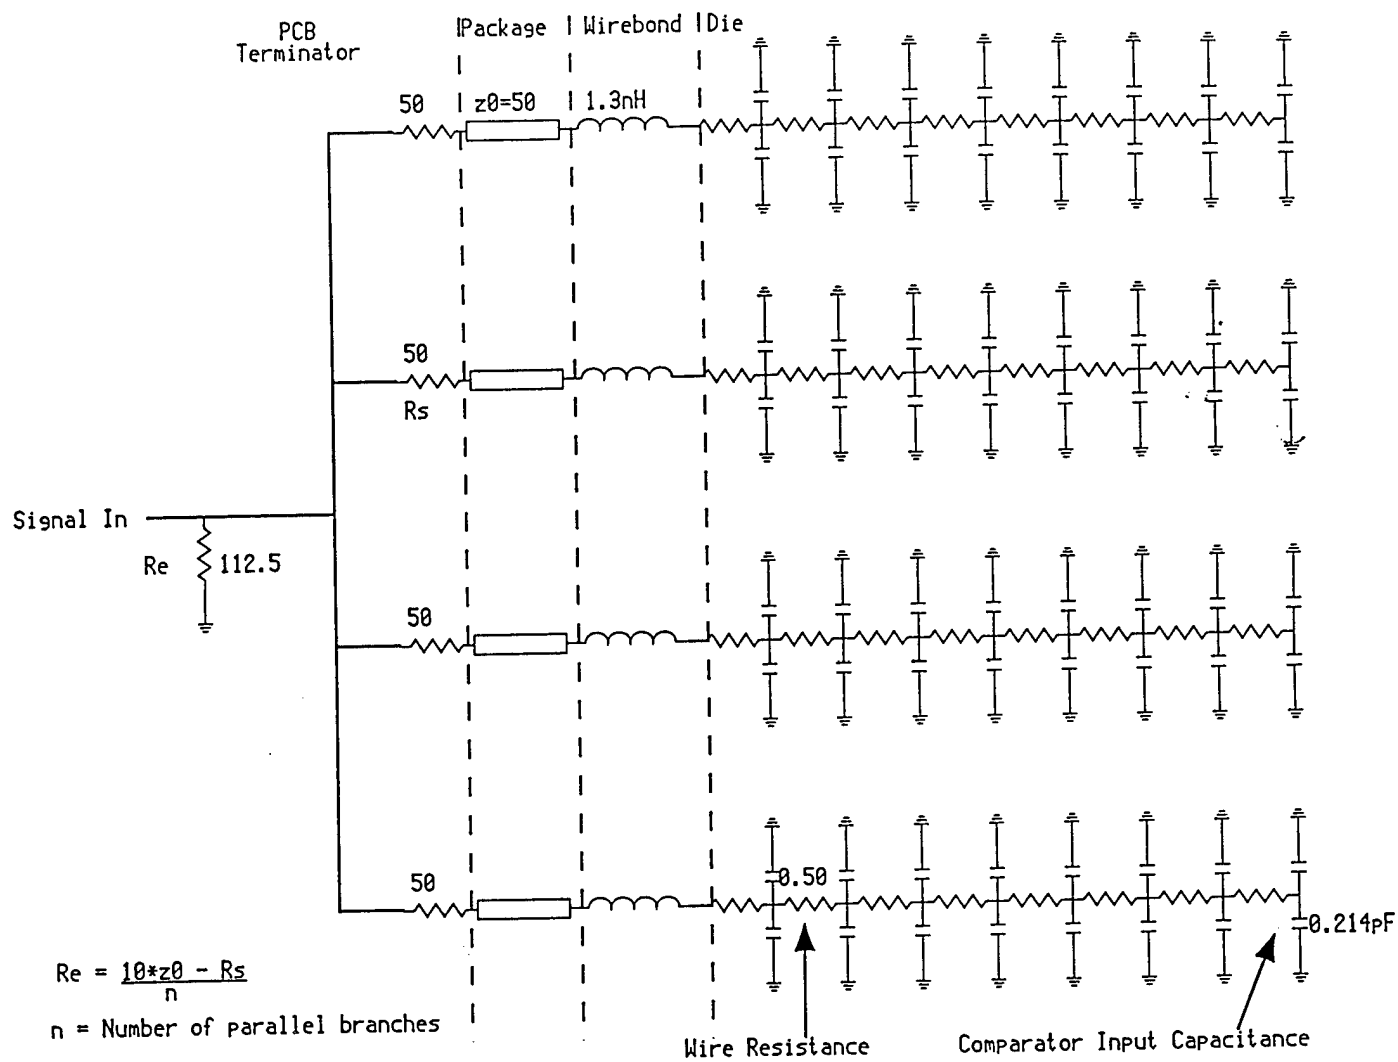 PCB
Terminator
|Package | Wirebond | Die
50
z0=50
1.3nH
50
Rs
Signal In
Re
112.5
50
50
0.50
0.214pF
Re = 10*z0 - Rs
n
n = Number of parallel branches
Wire Resistance
Comparator Input Capacitance